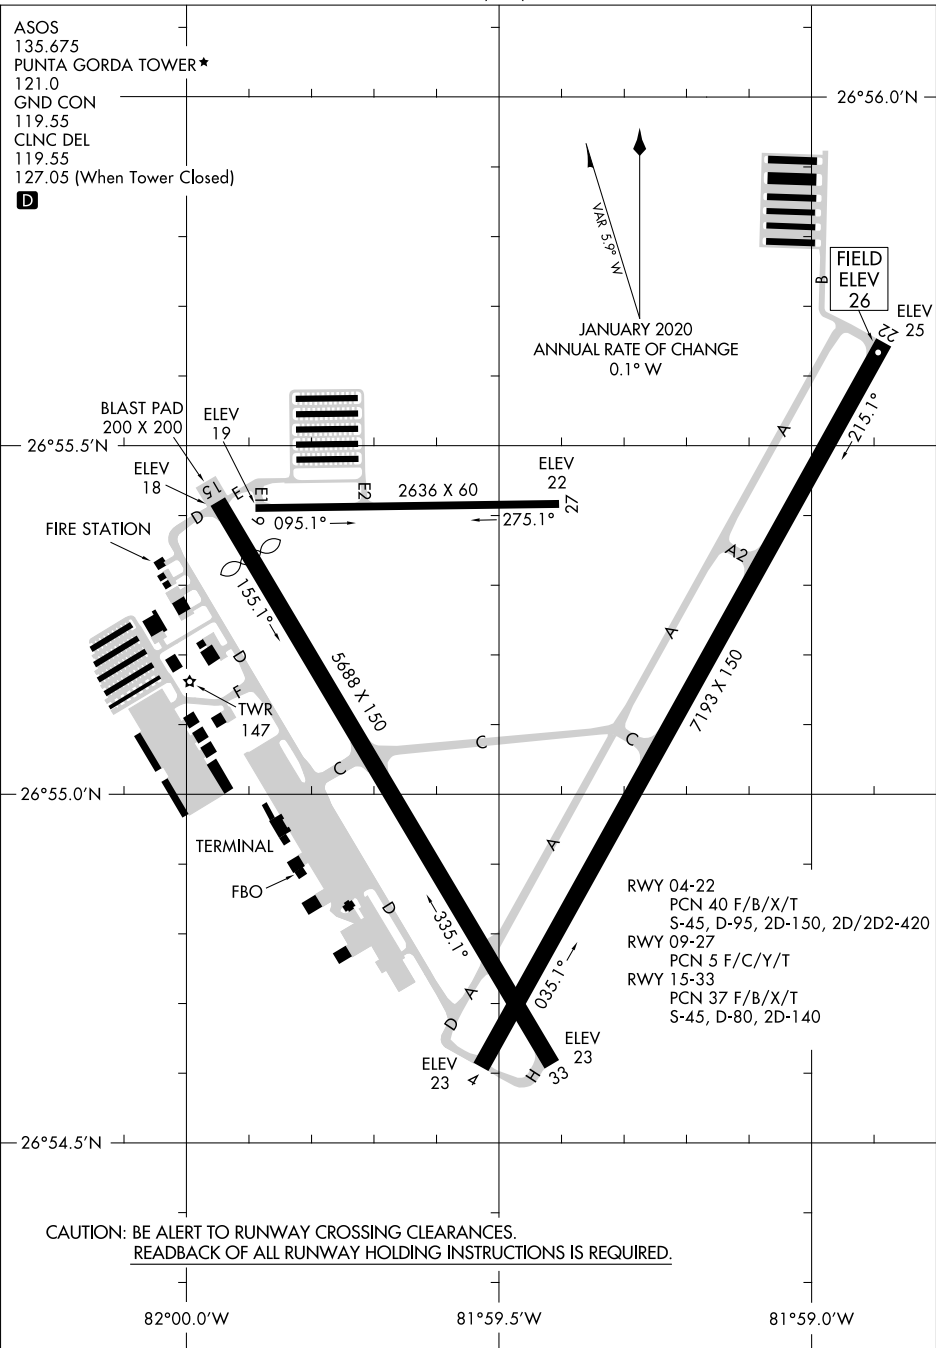 ASOS
135.675
PUNTA GORDA TOWER★
121.0
GND CON
119.55
CLNC DEL
119.55
127.05 (When Tower Closed)
D
26°56.0'N
VAR 5.9° W
JANUARY 2020
ANNUAL RATE OF CHANGE
0.1° W
B
FIELD
ELEV
26
ELEV
25
22
215.1°
A
BLAST PAD
200 X 200
ELEV
19
26°55.5'N
ELEV
18
15
E
E1
E2
2636 X 60
ELEV
22
27
9
095.1°
275.1°
D
FIRE STATION
155.1°
A2
A
D
F
TWR
147
5688 X 150
7193 X 150
C
C
C
26°55.0'N
TERMINAL
FBO
A
D
335.1°
035.1°
A
D
RWY 04-22
PCN 40 F/B/X/T
S-45, D-95, 2D-150, 2D/2D2-420
RWY 09-27
PCN 5 F/C/Y/T
RWY 15-33
PCN 37 F/B/X/T
S-45, D-80, 2D-140
ELEV
23
4
H
33
ELEV
23
26°54.5'N
CAUTION: BE ALERT TO RUNWAY CROSSING CLEARANCES.
READBACK OF ALL RUNWAY HOLDING INSTRUCTIONS IS REQUIRED.
82°00.0'W
81°59.5'W
81°59.0'W